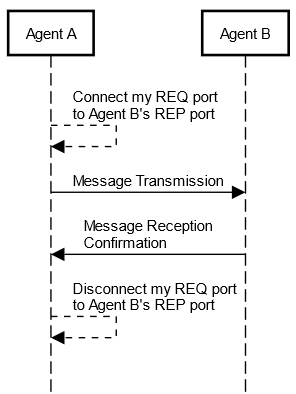 Agent A
Agent B
Connect my REQ port
to Agent B's REP port
Message Transmission
Message Reception
Confirmation
Disconnect my REQ port
to Agent B's REP port